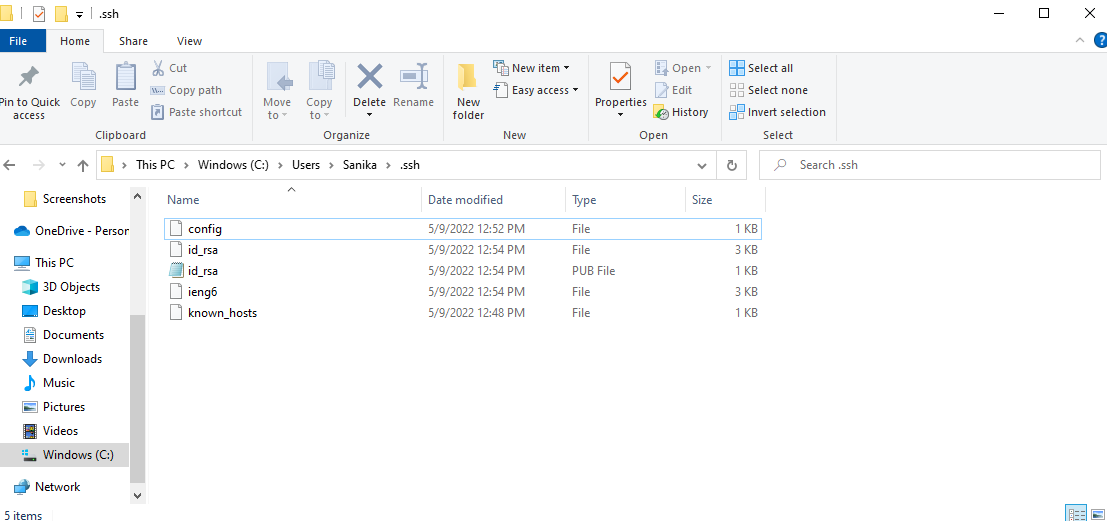 .ssh
File Home Share View
Pin to Quick access
Copy
Paste
Cut
Copy path
Paste shortcut
Clipboard
Move to
Copy to
Delete
Rename
Organize
New folder
New item
Easy access
New
Properties
Open
Edit
History
Open
Select all
Select none
Invert selection
Select
This PC Windows (C:) Users Sanika .ssh
Search .ssh
Screenshots
OneDrive - Person
This PC
3D Objects
Desktop
Documents
Downloads
Music
Pictures
Videos
Windows (C:)
Network
Name Date modified Type Size
config 5/9/2022 12:52 PM File 1 KB
id_rsa 5/9/2022 12:54 PM File 3 KB
id_rsa 5/9/2022 12:54 PM PUB File 1 KB
ieng6 5/9/2022 12:54 PM File 3 KB
known_hosts 5/9/2022 12:48 PM File 1 KB
5 items